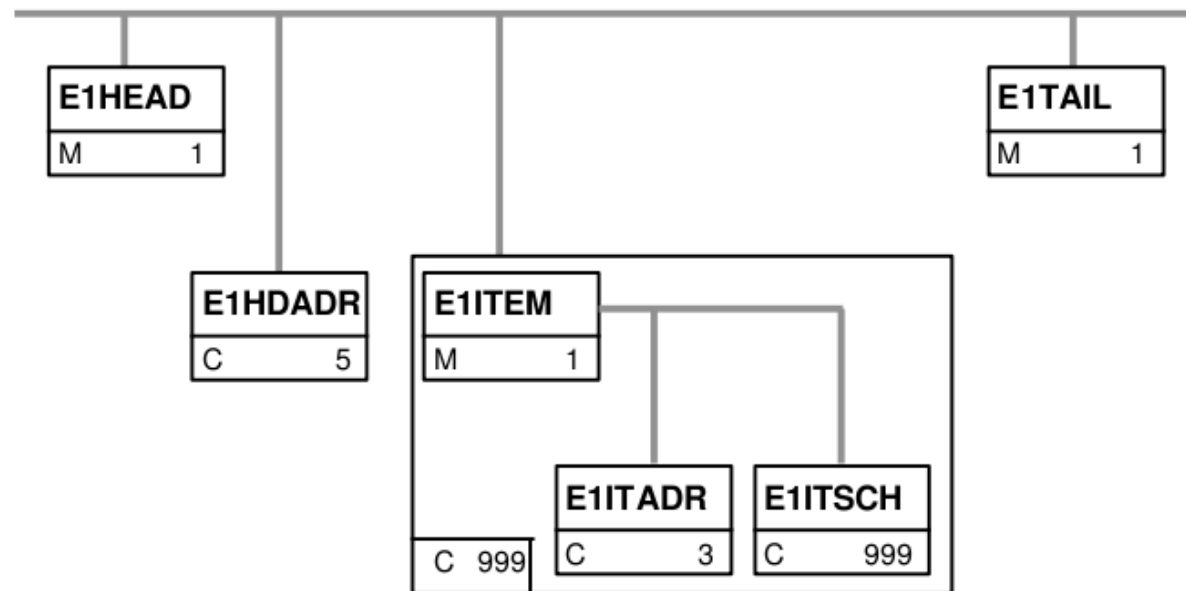 E1HEAD
M 1
E1TAIL
M 1
E1HDADR
C 5
E1ITEM
M 1
E1ITADR
C 3
E1ITSCH
C 999
C 999